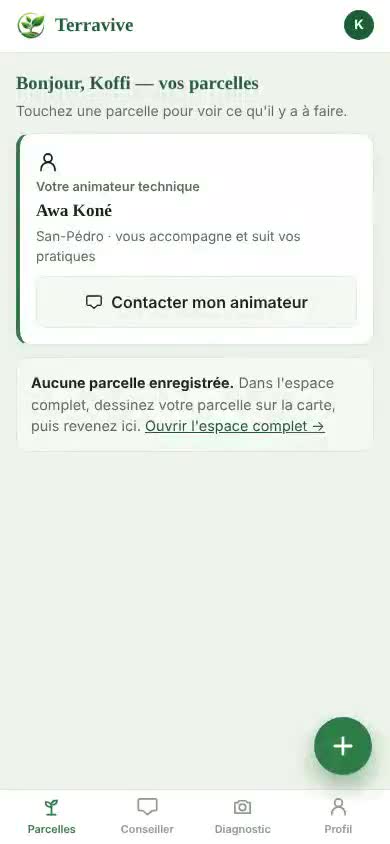 Terravive
K
Bonjour, Koffi — vos parcelles
Touchez une parcelle pour voir ce qu'il y a à faire.
Votre animateur technique
Awa Koné
San-Pédro · vous accompagne et suit vos
pratiques
Contacter mon animateur
Aucune parcelle enregistrée. Dans l'espace
complet, dessinez votre parcelle sur la carte,
puis revenez ici. Ouvrir l'espace complet →
Parcelles
Conseiller
Diagnostic
Profil